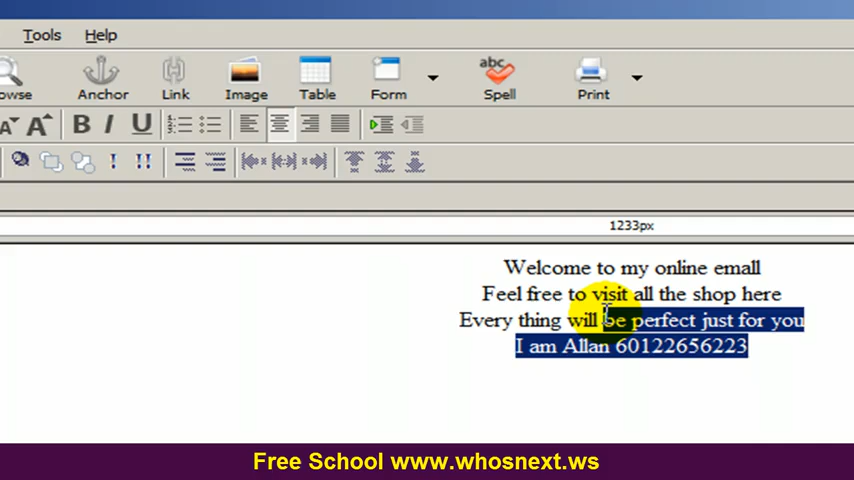 Tools Help
Anchor Link Image Table Form Spell Print
1233px
Welcome to my online emall
Feel free to visit all the shop here
Every thing will be perfect just for you
I am Allan 60122656223
Free School www.whosnext.ws